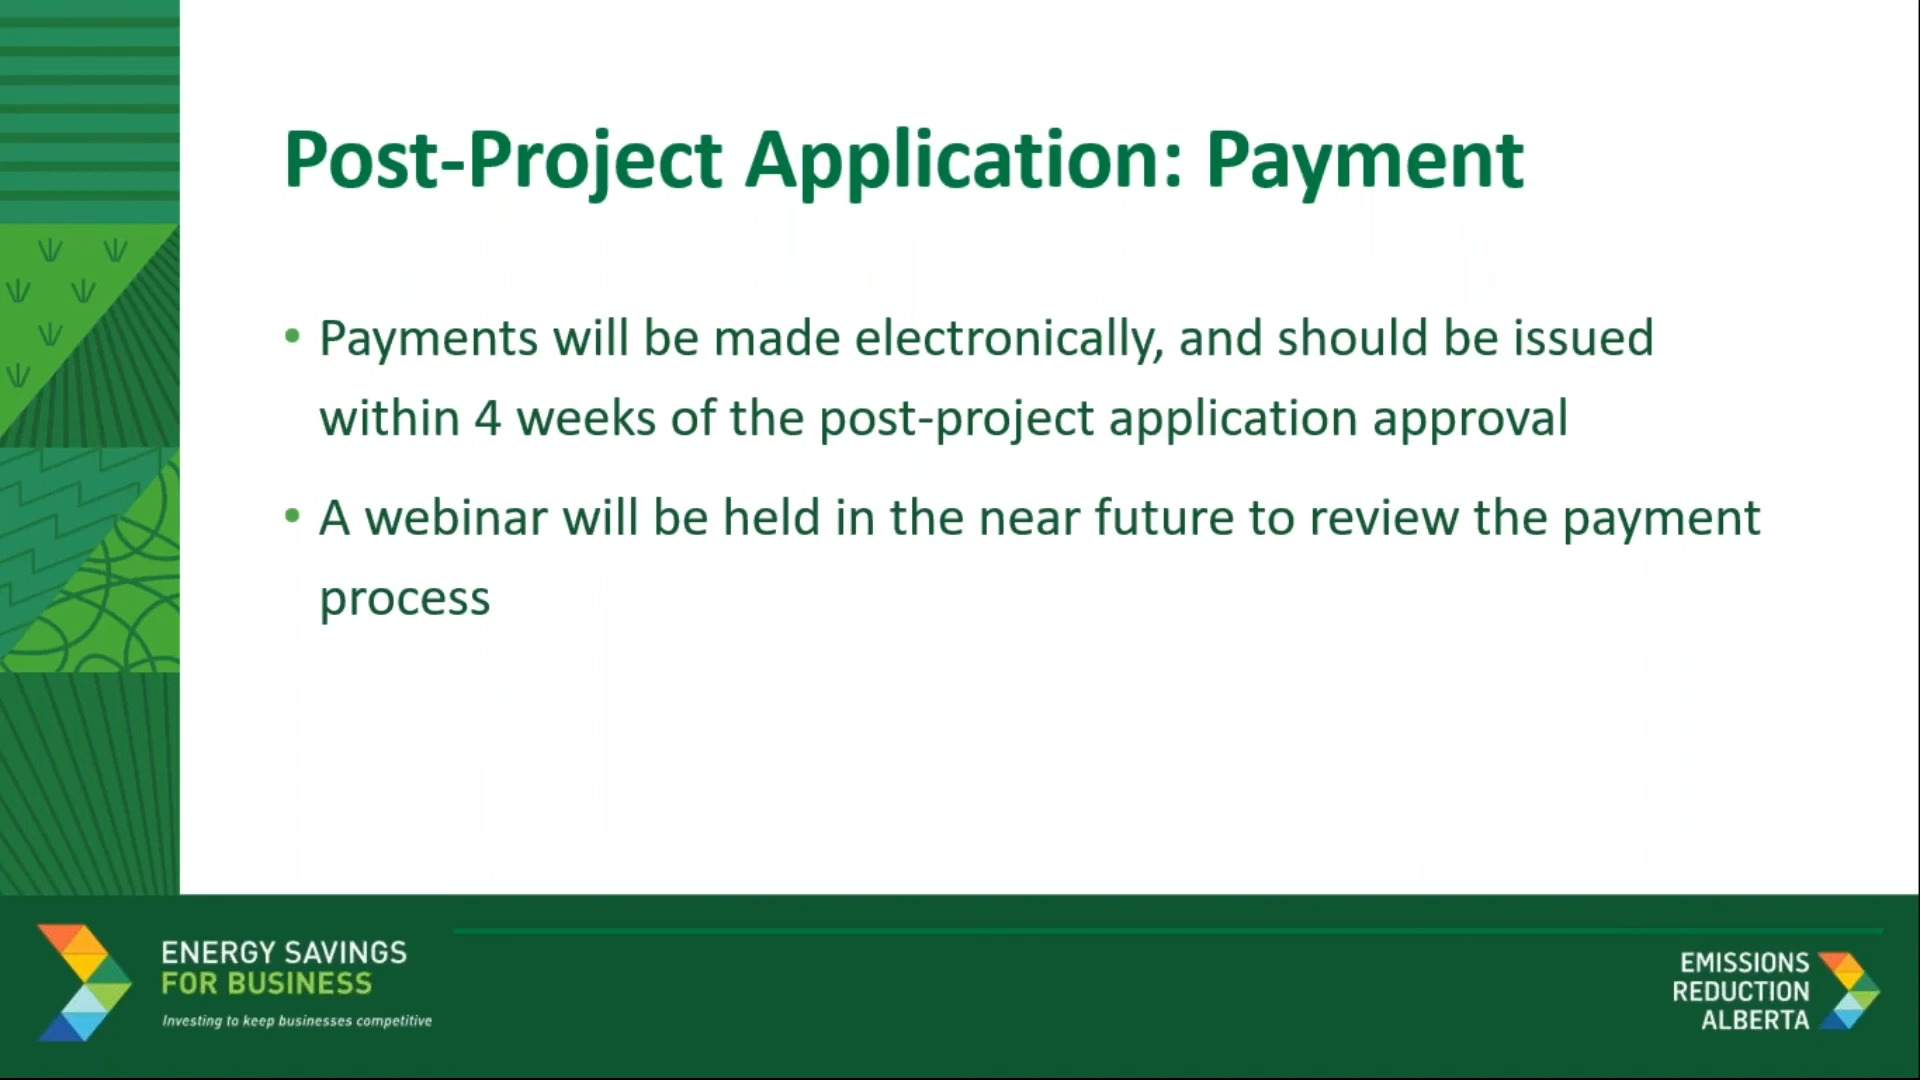 Post-Project Application: Payment
• Payments will be made electronically, and should be issued
within 4 weeks of the post-project application approval
• A webinar will be held in the near future to review the payment
process
ENERGY SAVINGS
FOR BUSINESS
Investing to keep businesses competitive
EMISSIONS
REDUCTION
ALBERTA